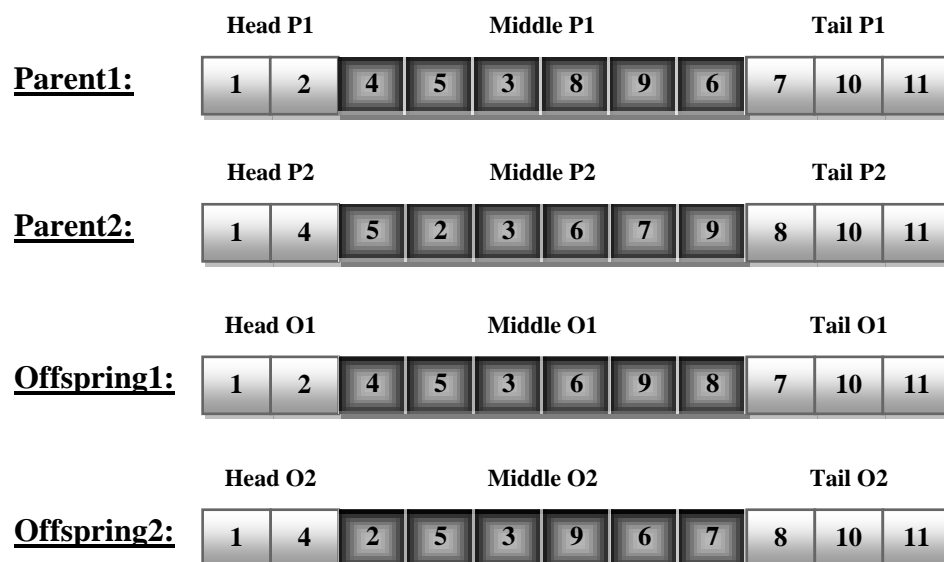 Head P1 Middle P1 Tail P1
Parent1: 1 2 4 5 3 8 9 6 7 10 11
Head P2 Middle P2 Tail P2
Parent2: 1 4 5 2 3 6 7 9 8 10 11
Head O1 Middle O1 Tail O1
Offspring1: 1 2 4 5 3 6 9 8 7 10 11
Head O2 Middle O2 Tail O2
Offspring2: 1 4 2 5 3 9 6 7 8 10 11